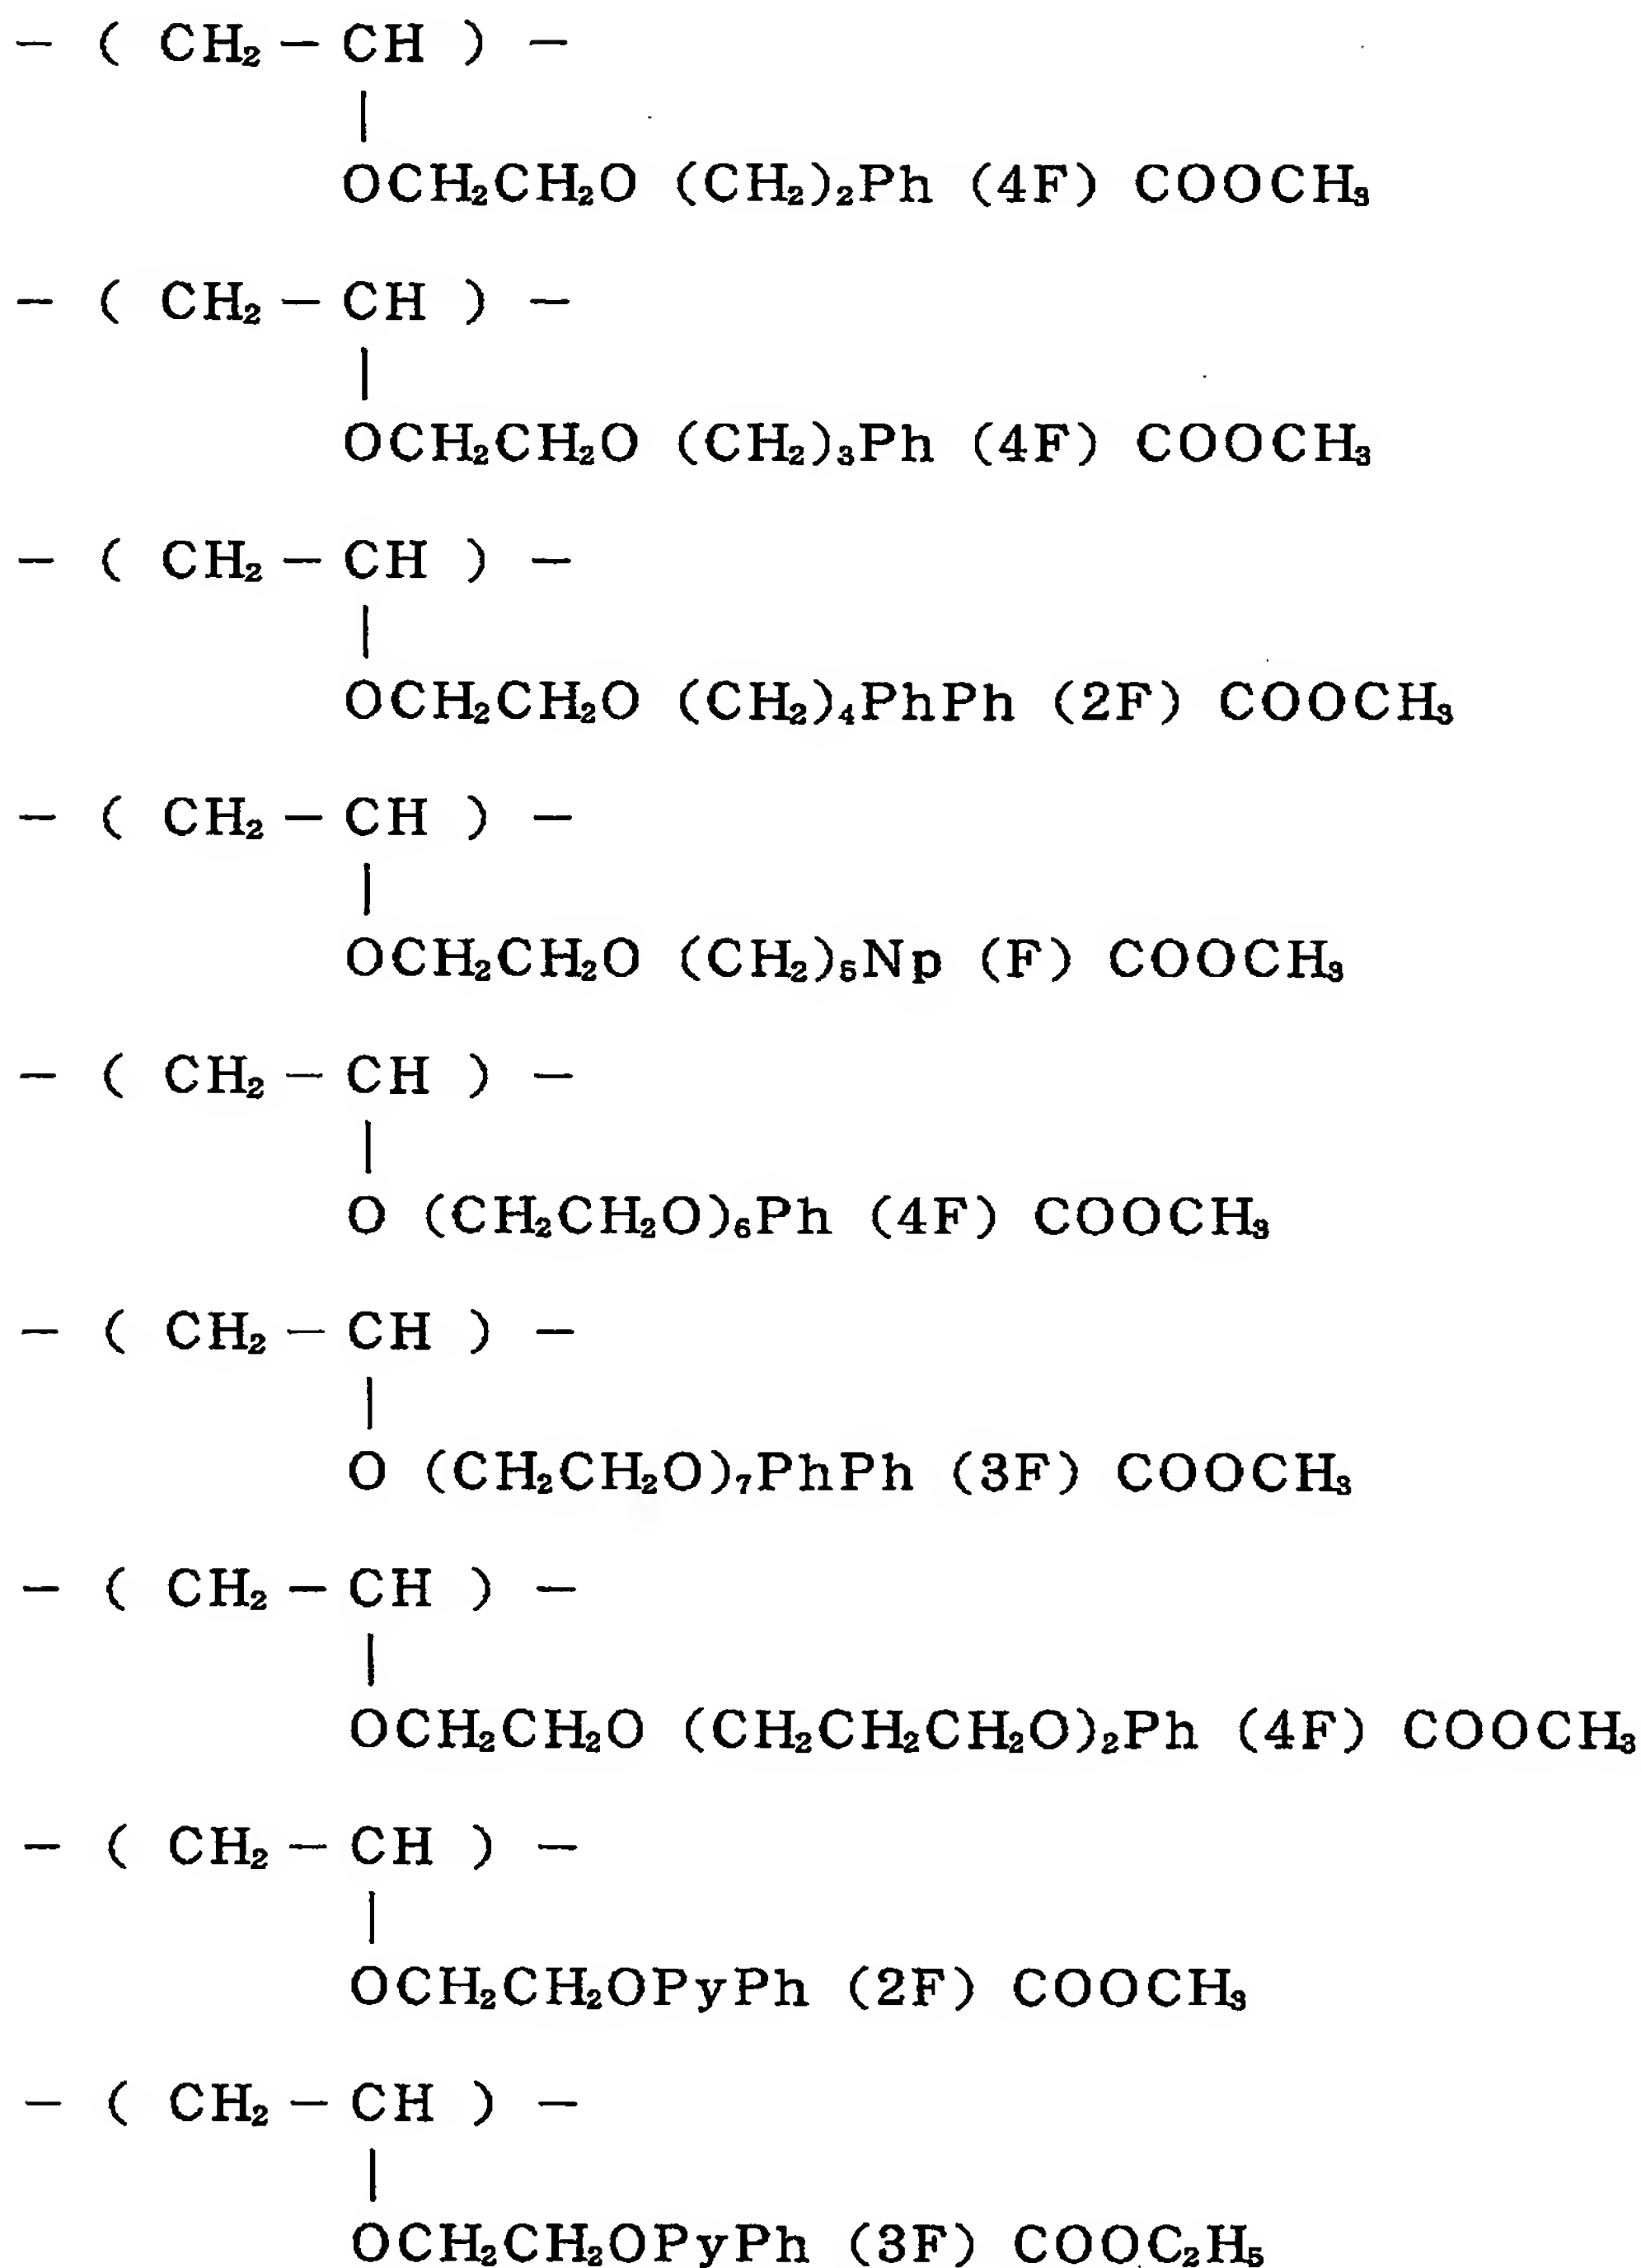 — ( CH₂ — CH ) —
|
OCH₂CH₂O (CH₂)₂Ph (4F) COOCH₃
— ( CH₂ — CH ) —
|
OCH₂CH₂O (CH₂)₃Ph (4F) COOCH₃
— ( CH₂ — CH ) —
|
OCH₂CH₂O (CH₂)₄PhPh (2F) COOCH₃
— ( CH₂ — CH ) —
|
OCH₂CH₂O (CH₂)₅Np (F) COOCH₃
— ( CH₂ — CH ) —
|
O (CH₂CH₂O)₆Ph (4F) COOCH₃
— ( CH₂ — CH ) —
|
O (CH₂CH₂O)₇PhPh (3F) COOCH₃
— ( CH₂ — CH ) —
|
OCH₂CH₂O (CH₂CH₂CH₂O)₂Ph (4F) COOCH₃
— ( CH₂ — CH ) —
|
OCH₂CH₂OPyPh (2F) COOCH₃
— ( CH₂ — CH ) —
|
OCH₂CH₂OPyPh (3F) COOC₂H₅